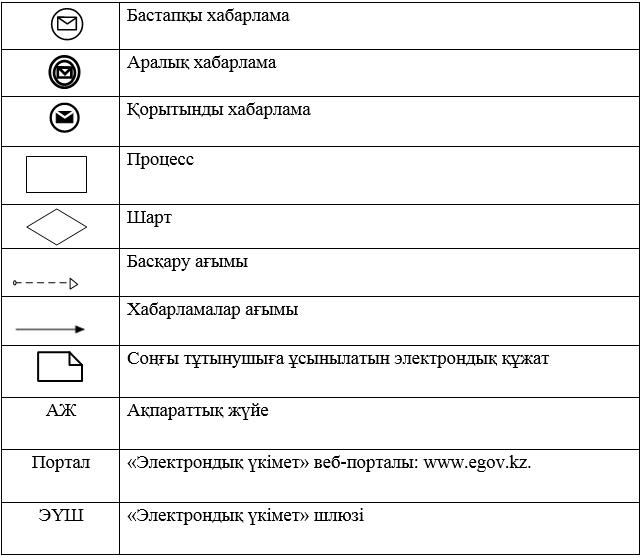 Бастапқы хабарлама
Аралық хабарлама
Қорытынды хабарлама
Процесс
Шарт
Басқару ағымы
Хабарламалар ағымы
Соңғы тұтынушыға ұсынылатын электрондық құжат
АЖ Ақпараттық жүйе
Портал «Электрондық үкімет» веб-порталы: www.egov.kz.
ЭҮШ «Электрондық үкімет» шлюзі